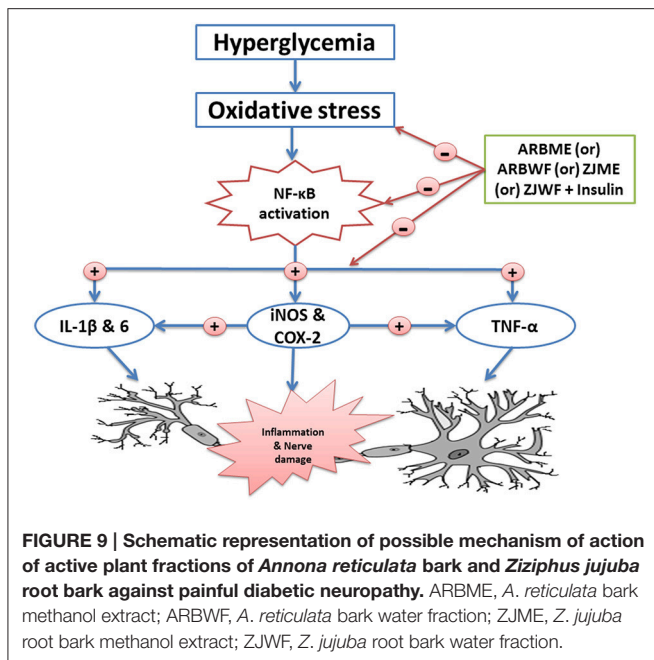 Hyperglycemia
Oxidative stress
ARBME (or)
ARBWF (or) ZJME
(or) ZJWF + Insulin
-
-
-
NF-κB
activation
+
+
+
IL-1β & 6
+
iNOS &
COX-2
+
TNF-α
Inflammation
& Nerve
damage
FIGURE 9 | Schematic representation of possible mechanism of action
of active plant fractions of Annona reticulata bark and Ziziphus jujuba
root bark against painful diabetic neuropathy. ARBME, A. reticulata bark
methanol extract; ARBWF, A. reticulata bark water fraction; ZJME, Z. jujuba
root bark methanol extract; ZJWF, Z. jujuba root bark water fraction.